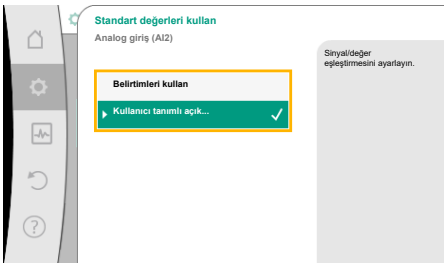 Standart değerleri kullan
Analog giriş (AI2)
Sinyal/değer
eşleştirmesini ayarlayın.
Belirtimleri kullan
Kullanıcı tanımlı açık...
?